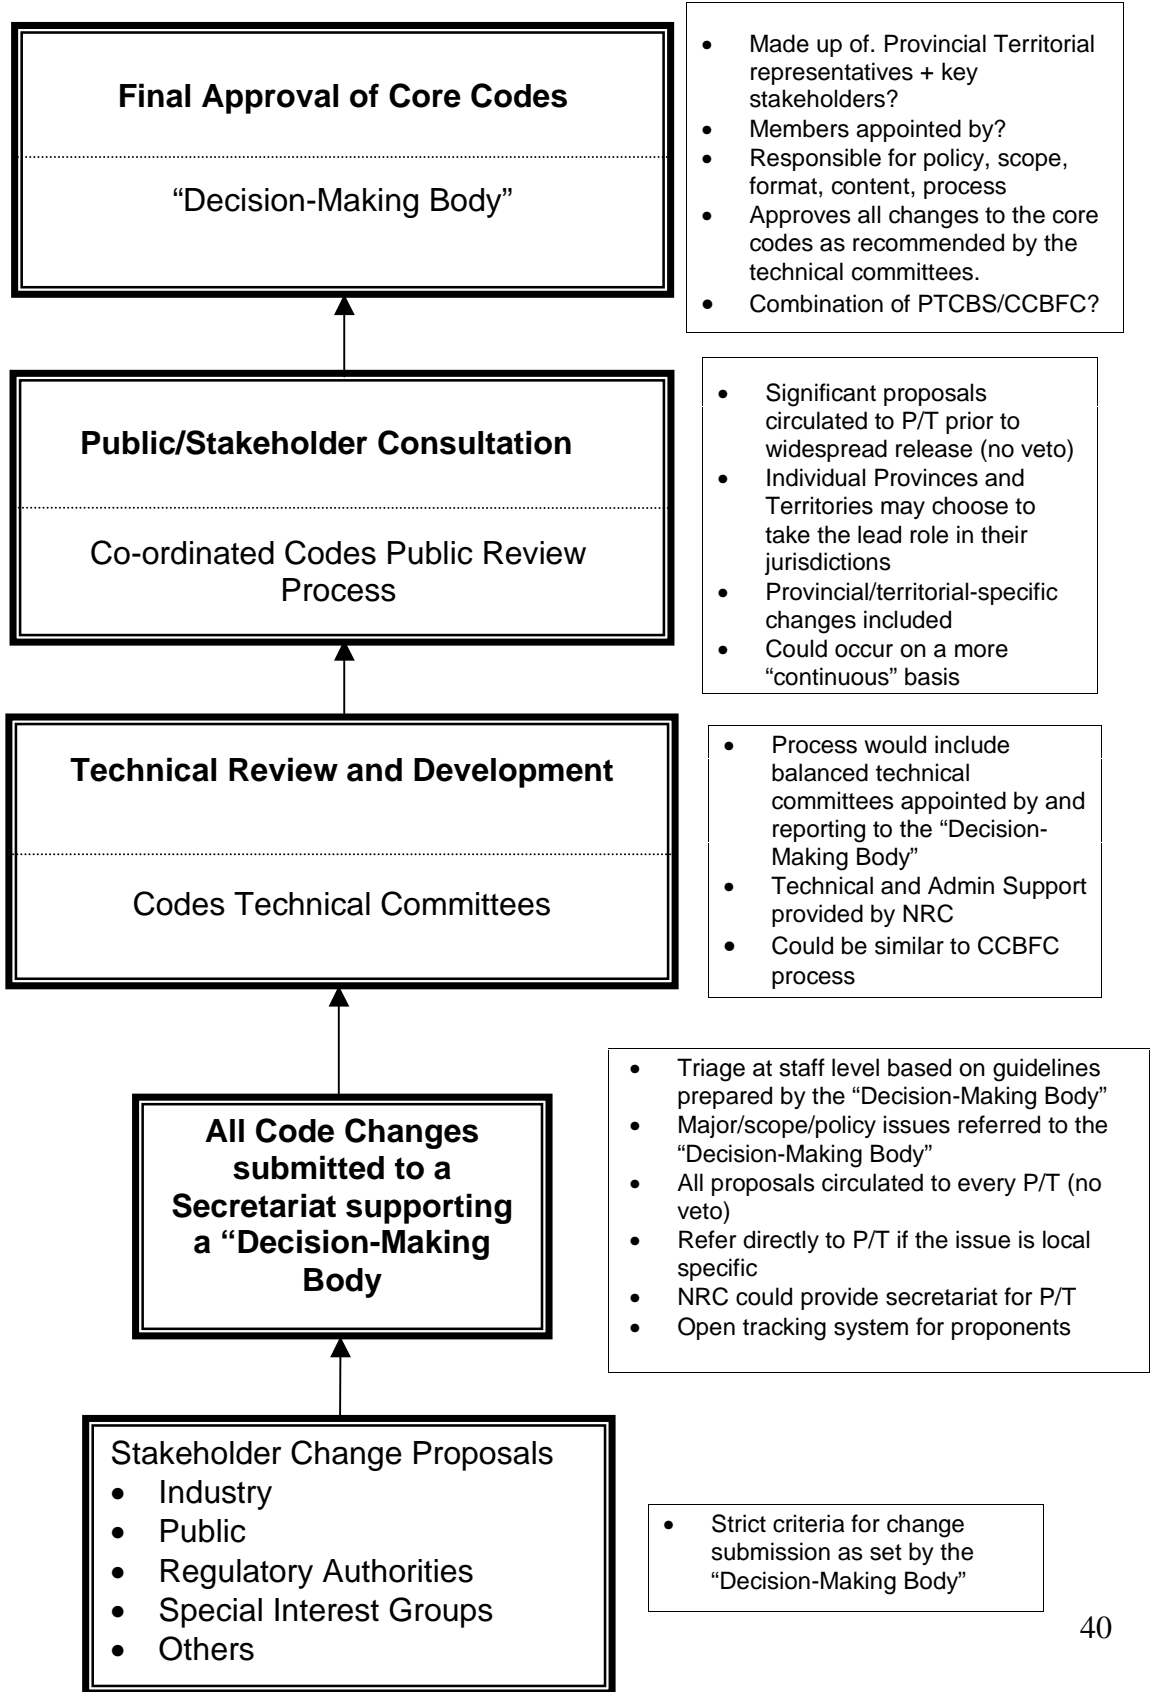 Final Approval of Core Codes
“Decision-Making Body”
• Made up of. Provincial Territorial
representatives + key
stakeholders?
• Members appointed by?
• Responsible for policy, scope,
format, content, process
• Approves all changes to the core
codes as recommended by the
technical committees.
• Combination of PTCBS/CCBFC?
Public/Stakeholder Consultation
Co-ordinated Codes Public Review
Process
• Significant proposals
circulated to P/T prior to
widespread release (no veto)
• Individual Provinces and
Territories may choose to
take the lead role in their
jurisdictions
• Provincial/territorial-specific
changes included
• Could occur on a more
“continuous” basis
Technical Review and Development
Codes Technical Committees
• Process would include
balanced technical
committees appointed by and
reporting to the “Decision-
Making Body”
• Technical and Admin Support
provided by NRC
• Could be similar to CCBFC
process
All Code Changes
submitted to a
Secretariat supporting
a “Decision-Making
Body
• Triage at staff level based on guidelines
prepared by the “Decision-Making Body”
• Major/scope/policy issues referred to the
“Decision-Making Body”
• All proposals circulated to every P/T (no
veto)
• Refer directly to P/T if the issue is local
specific
• NRC could provide secretariat for P/T
• Open tracking system for proponents
Stakeholder Change Proposals
• Industry
• Public
• Regulatory Authorities
• Special Interest Groups
• Others
• Strict criteria for change
submission as set by the
“Decision-Making Body”
40